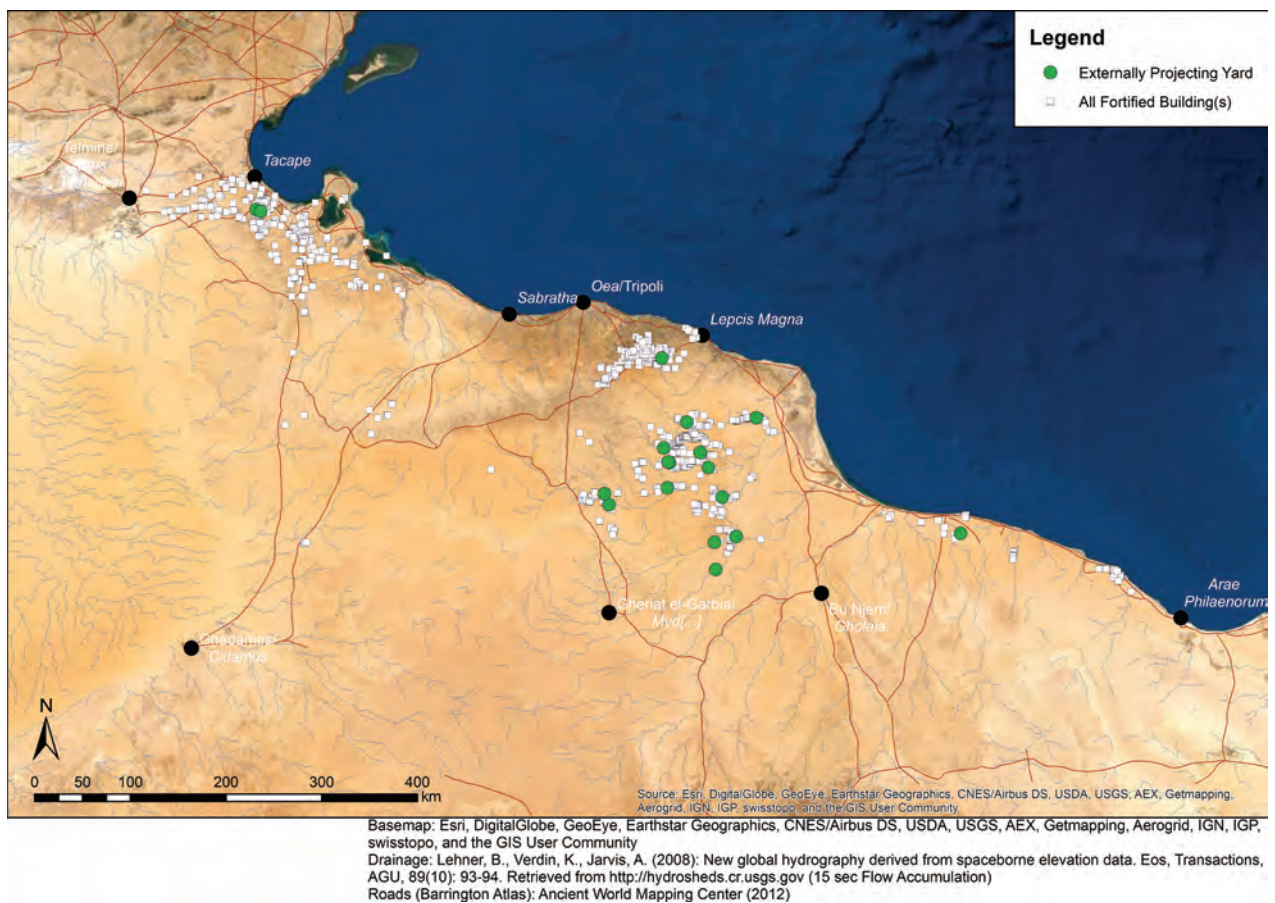 Legend
Externally Projecting Yard
All Fortified Building(s)
Telmine/
Tacape
Sabratha
Oea/Tripoli
Lepcis Magna
Arae
Philaenorum
Gheriat el-Garbia/
Myd[...]
Bu Njem/
Gholaia
Ghadames/
Cidamus
N
0 50 100 200 300 400
km
Source: Esri, DigitalGlobe, GeoEye, Earthstar Geographics, CNES/Airbus DS, USDA, USGS, AEX, Getmapping,
Aerogrid, IGN, IGP, swisstopo, and the GIS User Community
Basemap: Esri, DigitalGlobe, GeoEye, Earthstar Geographics, CNES/Airbus DS, USDA, USGS, AEX, Getmapping, Aerogrid, IGN, IGP,
swisstopo, and the GIS User Community
Drainage: Lehner, B., Verdin, K., Jarvis, A. (2008): New global hydrography derived from spaceborne elevation data. Eos, Transactions,
AGU, 89(10): 93-94. Retrieved from http://hydrosheds.cr.usgs.gov (15 sec Flow Accumulation)
Roads (Barrington Atlas): Ancient World Mapping Center (2012)